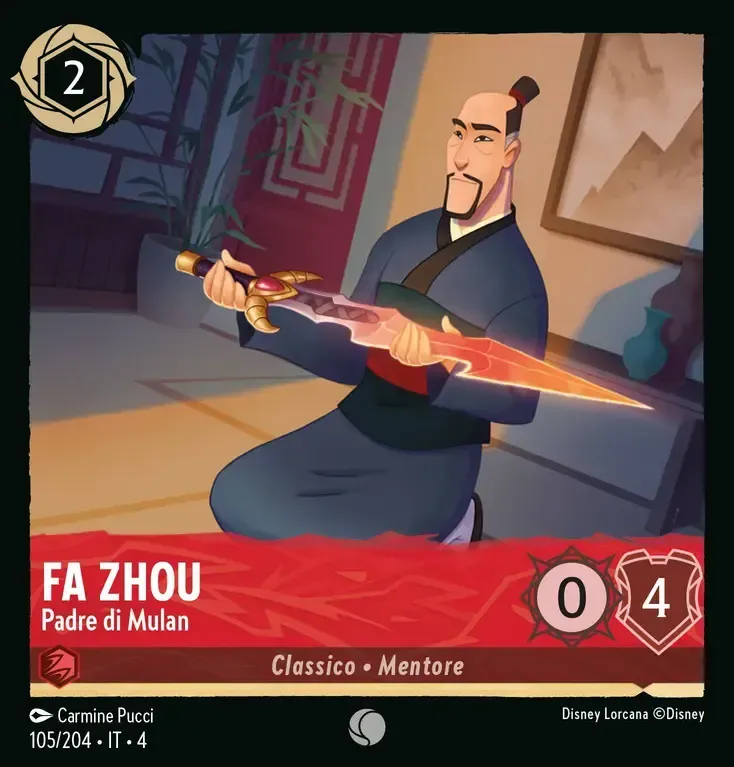 2
FA ZHOU
Padre di Mulan
0
4
Classico • Mentore
Carmine Pucci
Disney Lorcana ©Disney
105/204 • IT • 4